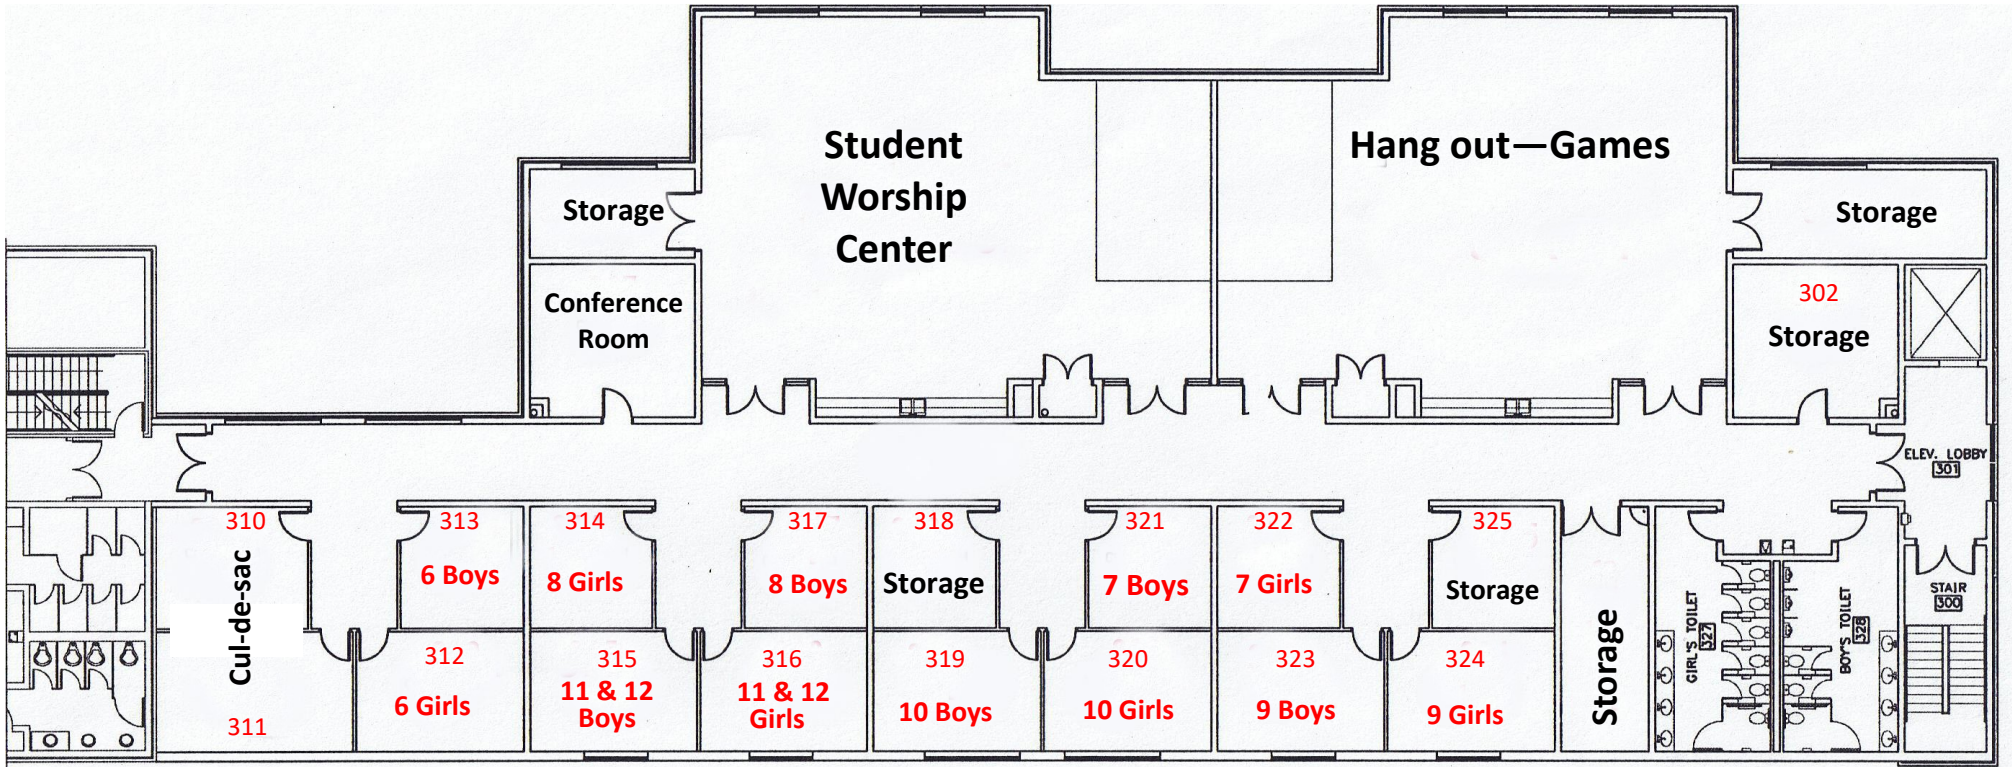 Student
Worship
Center
Hang out—Games
Storage
Storage
Conference
Room
302
Storage
ELEV. LOBBY
301
310
Cul-de-sac
311
313
6 Boys
314
8 Girls
317
8 Boys
318
Storage
321
7 Boys
322
7 Girls
325
Storage
312
6 Girls
315
11 & 12
Boys
316
11 & 12
Girls
319
10 Boys
320
10 Girls
323
9 Boys
324
9 Girls
Storage
GIRL'S TOILET
327
BOY'S TOILET
328
STAIR
300